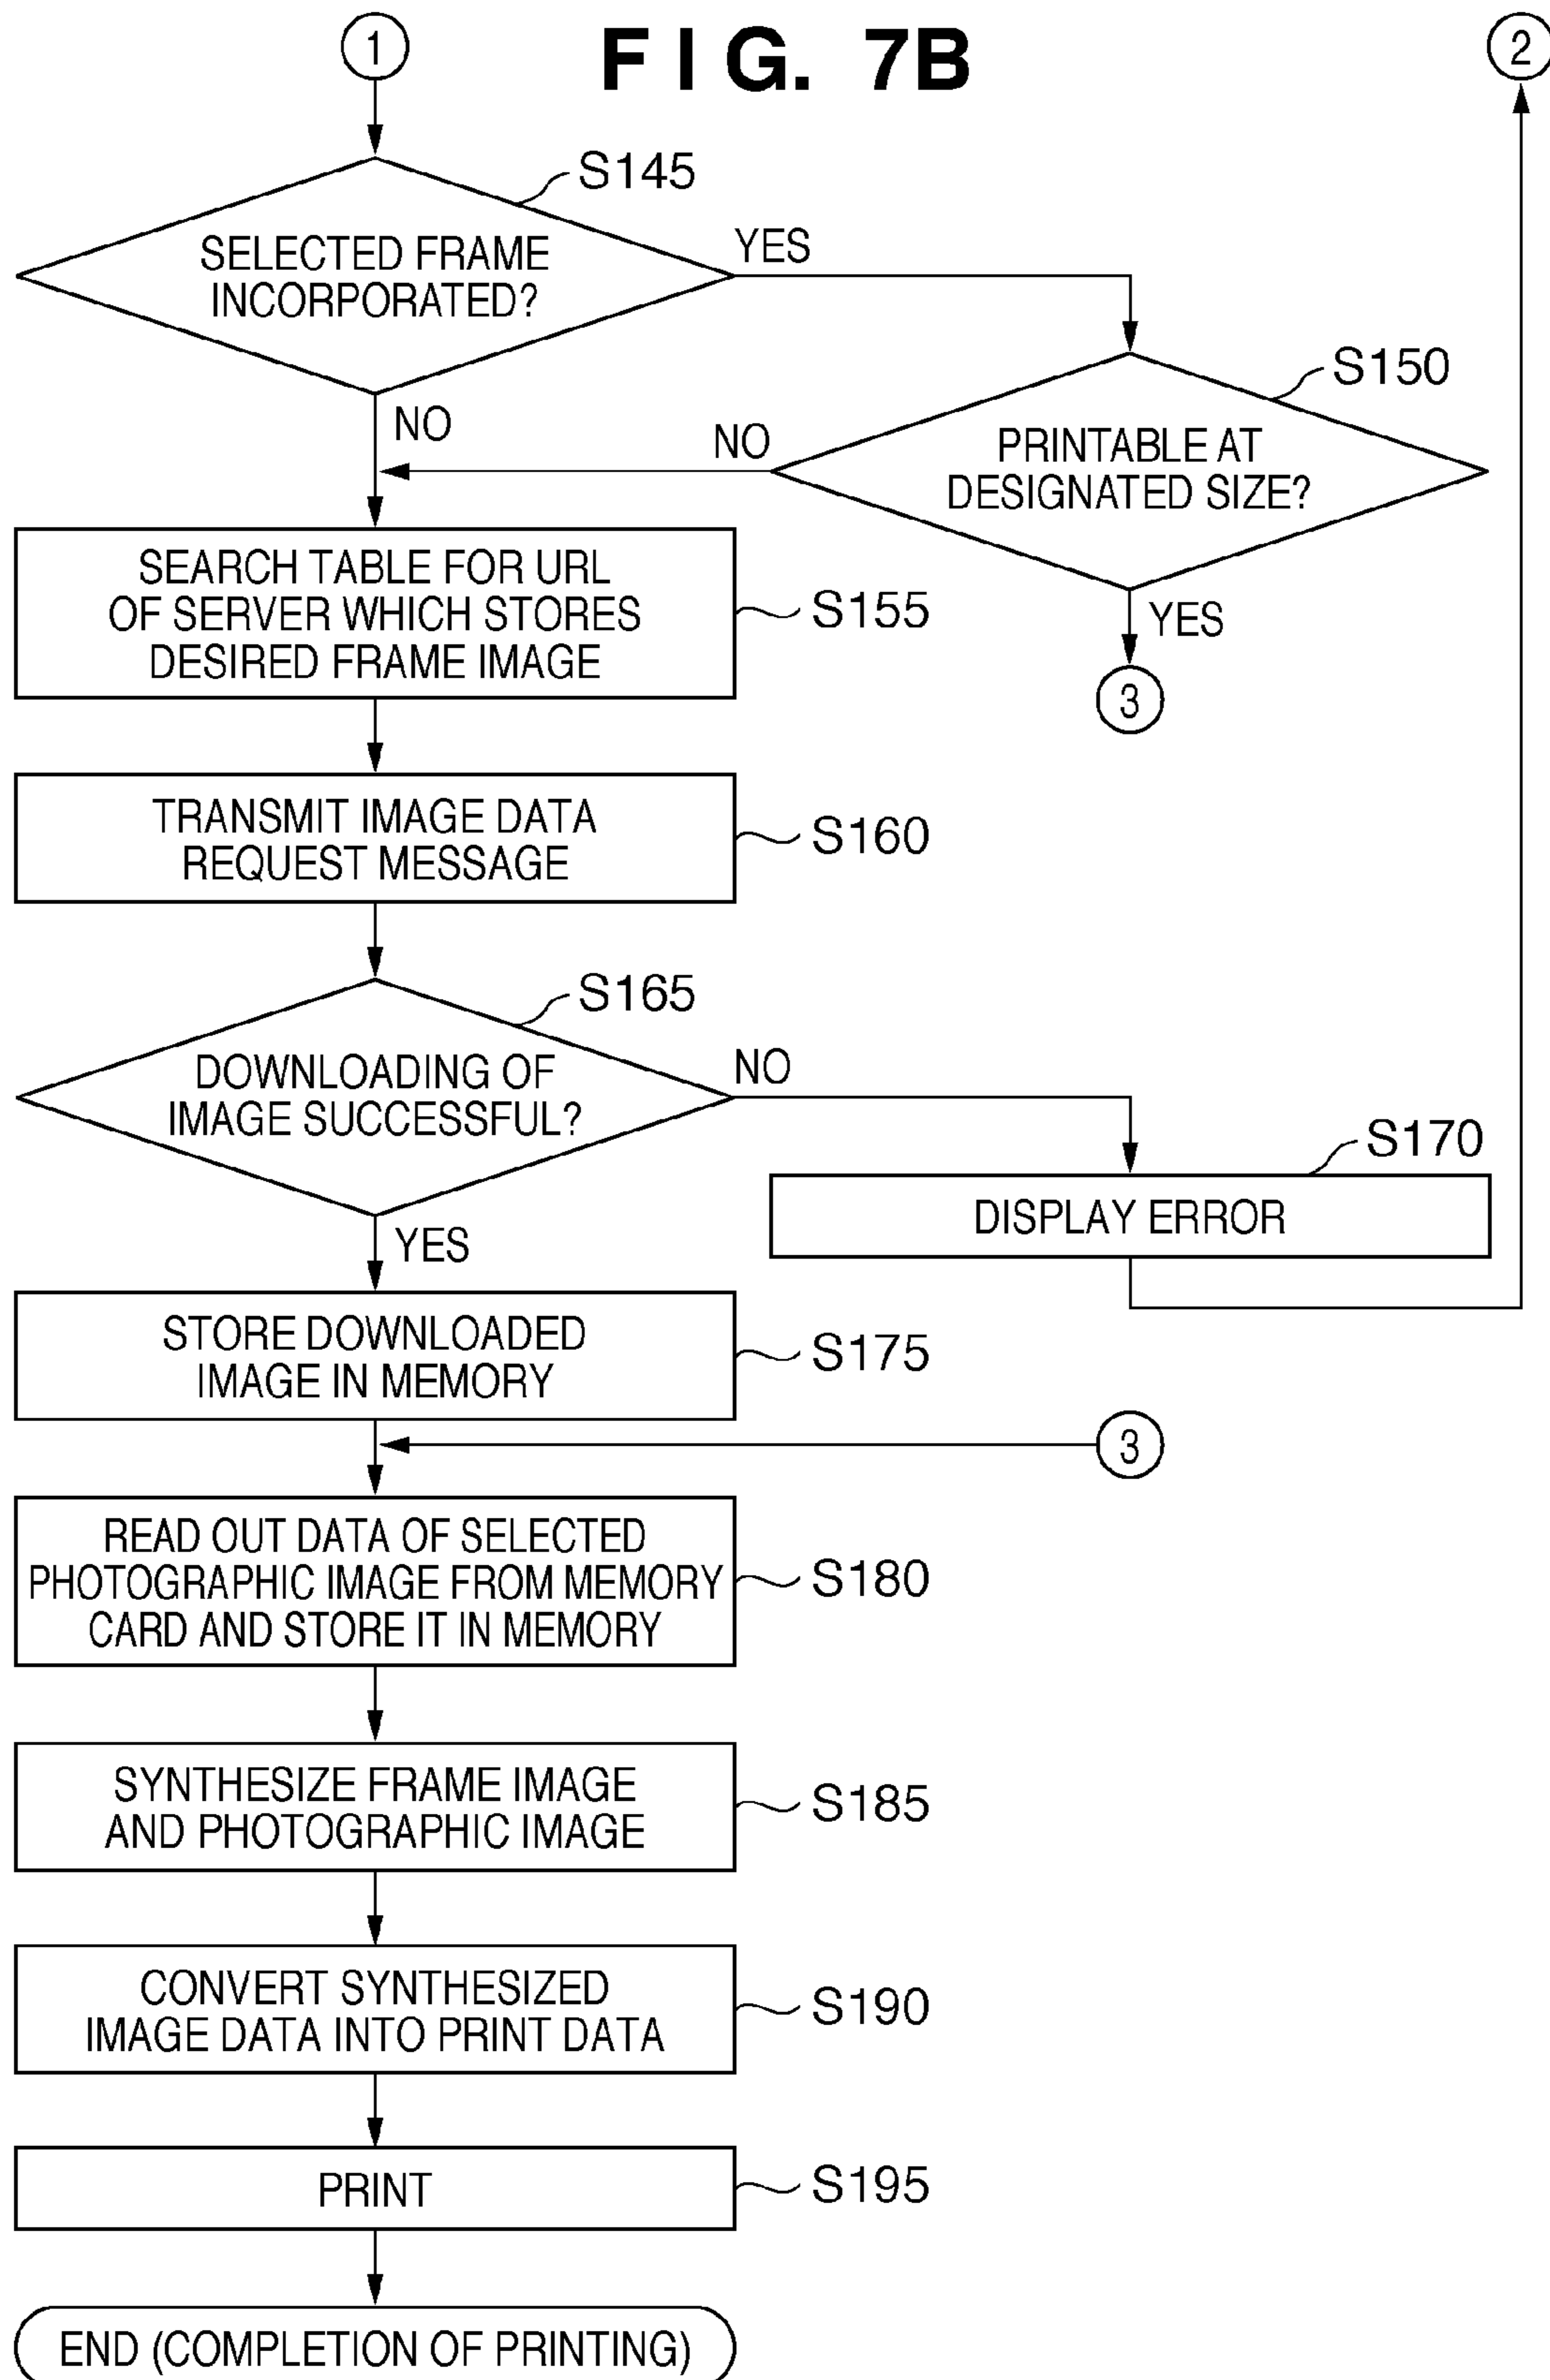 FIG. 7B
1
2
S145
SELECTED FRAME
INCORPORATED?
YES
NO
S150
PRINTABLE AT
DESIGNATED SIZE?
NO
YES
3
SEARCH TABLE FOR URL
OF SERVER WHICH STORES
DESIRED FRAME IMAGE
S155
TRANSMIT IMAGE DATA
REQUEST MESSAGE
S160
S165
DOWNLOADING OF
IMAGE SUCCESSFUL?
NO
YES
S170
DISPLAY ERROR
STORE DOWNLOADED
IMAGE IN MEMORY
S175
3
READ OUT DATA OF SELECTED
PHOTOGRAPHIC IMAGE FROM MEMORY
CARD AND STORE IT IN MEMORY
S180
SYNTHESIZE FRAME IMAGE
AND PHOTOGRAPHIC IMAGE
S185
CONVERT SYNTHESIZED
IMAGE DATA INTO PRINT DATA
S190
PRINT
S195
END (COMPLETION OF PRINTING)